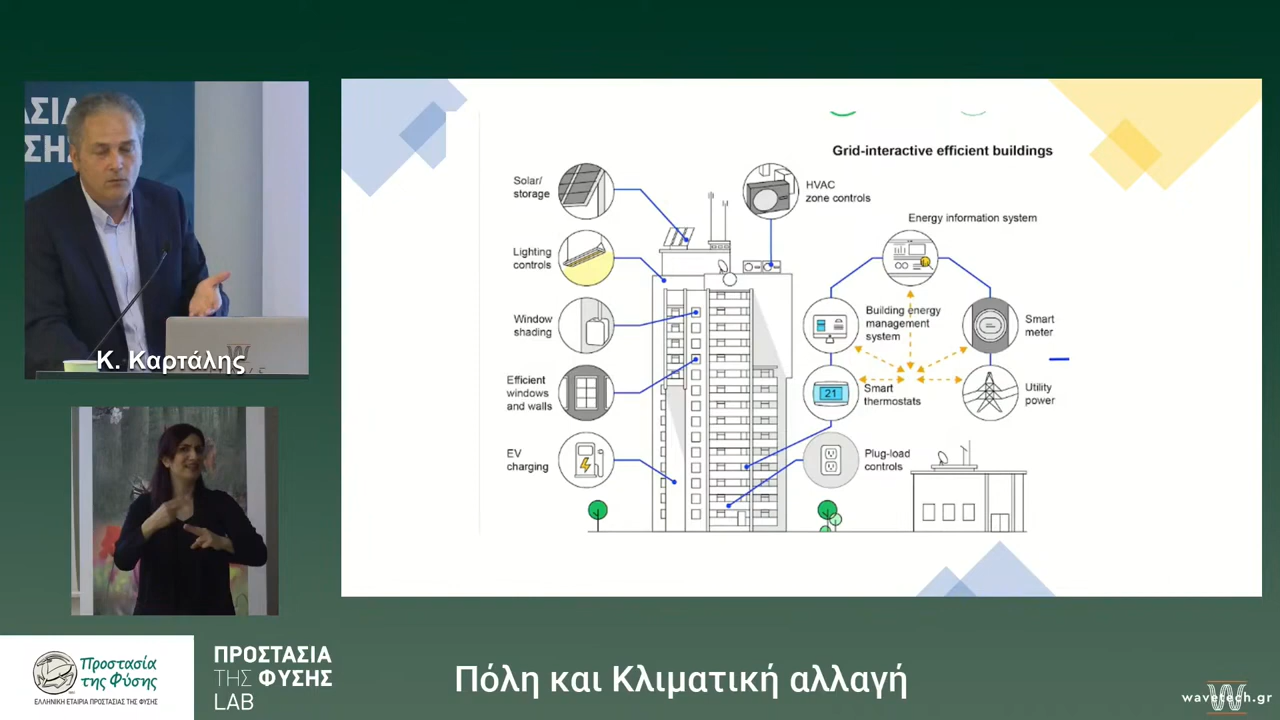 ΑΣΙΑ
ΥΣΗΣ
Κ. Καρτάλης
Grid-interactive efficient buildings
Solar/
storage
HVAC
zone controls
Energy information system
Lighting
controls
Window
shading
Building energy
management
system
Smart
meter
Efficient
windows
and walls
21
Smart
thermostats
Utility
power
EV
charging
Plug-load
controls
Προστασία
της Φύσης
ΕΛΛΗΝΙΚΗ ΕΤΑΙΡΙΑ ΠΡΟΣΤΑΣΙΑΣ ΤΗΣ ΦΥΣΗΣ
ΠΡΟΣΤΑΣΙΑ
ΤΗΣ ΦΥΣΗΣ
LAB
Πόλη και Κλιματική αλλαγή
wavetech.gr